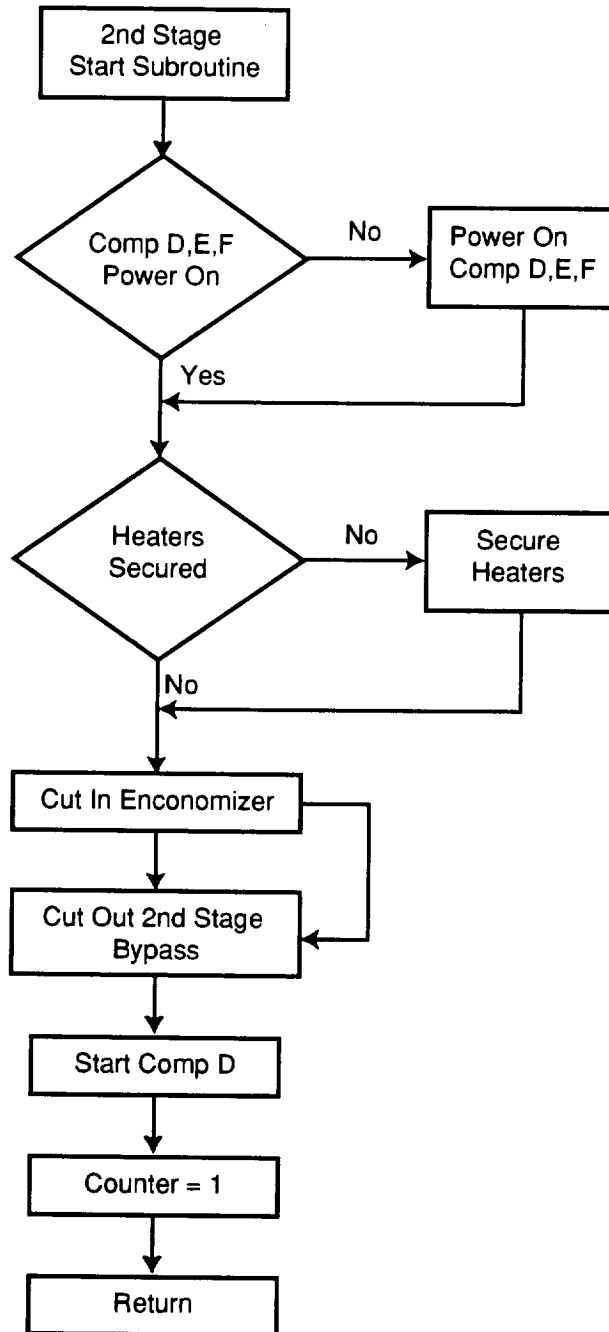 2nd Stage
Start Subroutine
Comp D,E,F
Power On
No
Power On
Comp D,E,F
Yes
Heaters
Secured
No
Secure
Heaters
No
Cut In Enconomizer
Cut Out 2nd Stage
Bypass
Start Comp D
Counter = 1
Return